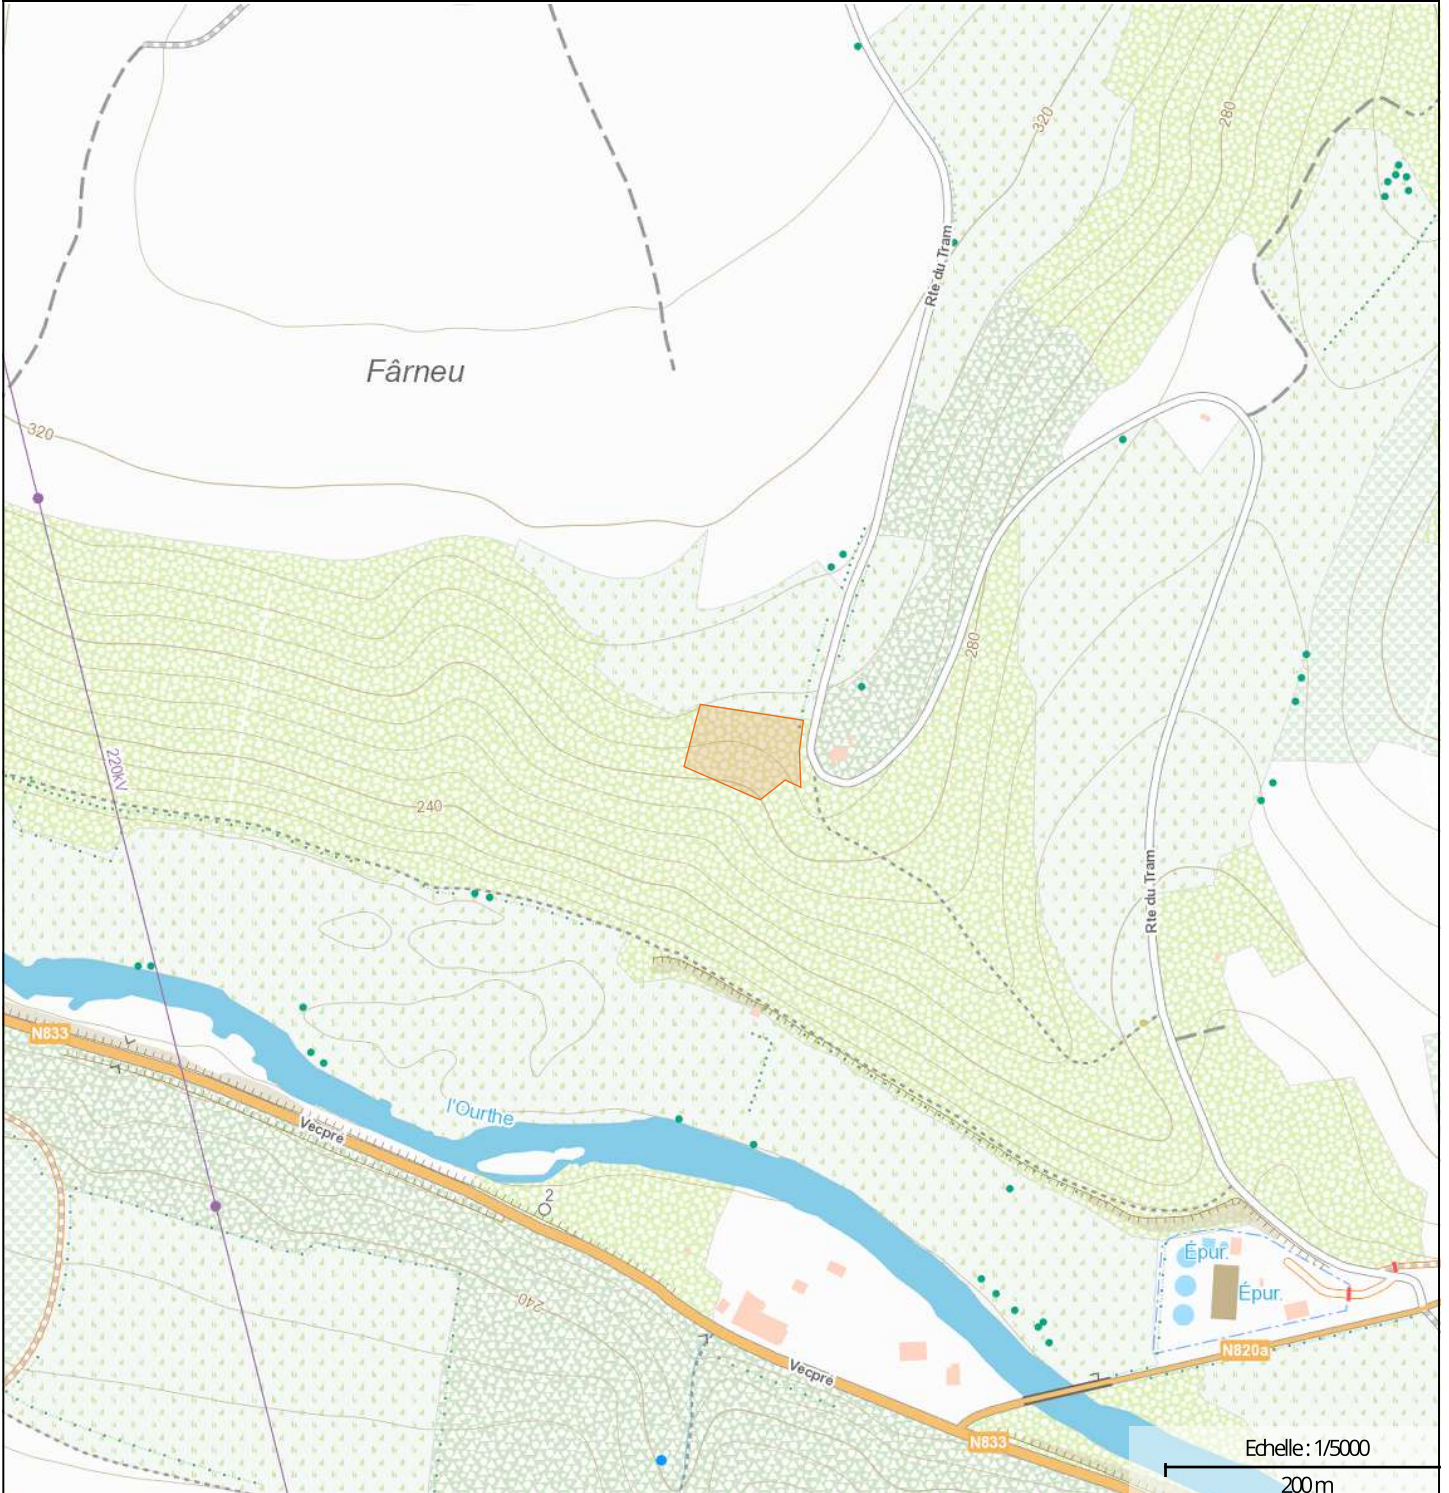 320
280
Rte du Tram
Fârneu
320
280
220kV
240
Rte du Tram
N833
l'Ourthe
Vecpré
2
Épur.
Épur.
240
N820a
Vecpré
N833
Echelle : 1/5000
200 m